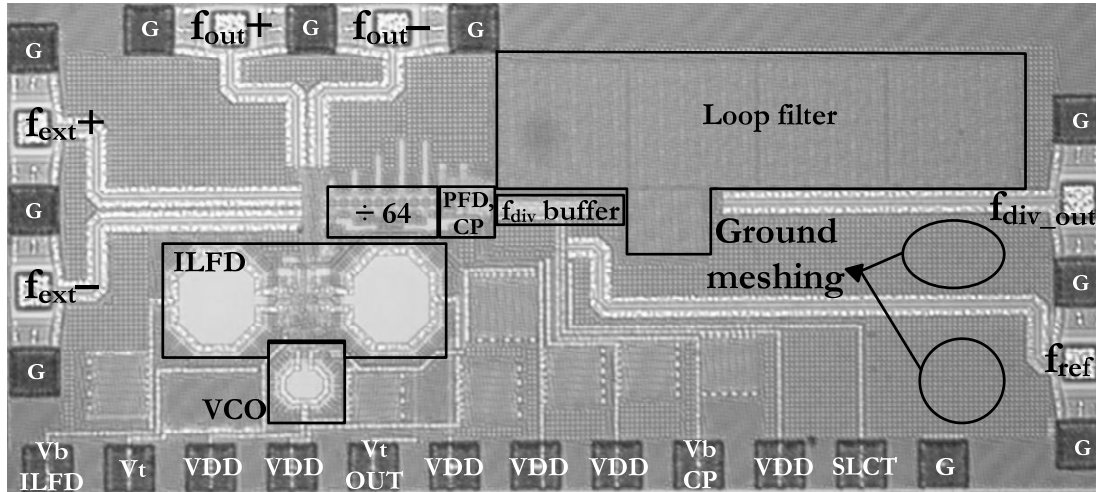 G
f_out+
G
f_out−
G
G
f_ext+
Loop filter
G
G
÷ 64
PFD,
CP
f_div buffer
f_div_out
Ground
meshing
ILFD
f_ext−
G
G
f_ref
VCO
G
Vb
ILFD
Vt
VDD
VDD
Vt
OUT
VDD
VDD
VDD
Vb
CP
VDD
SLCT
G